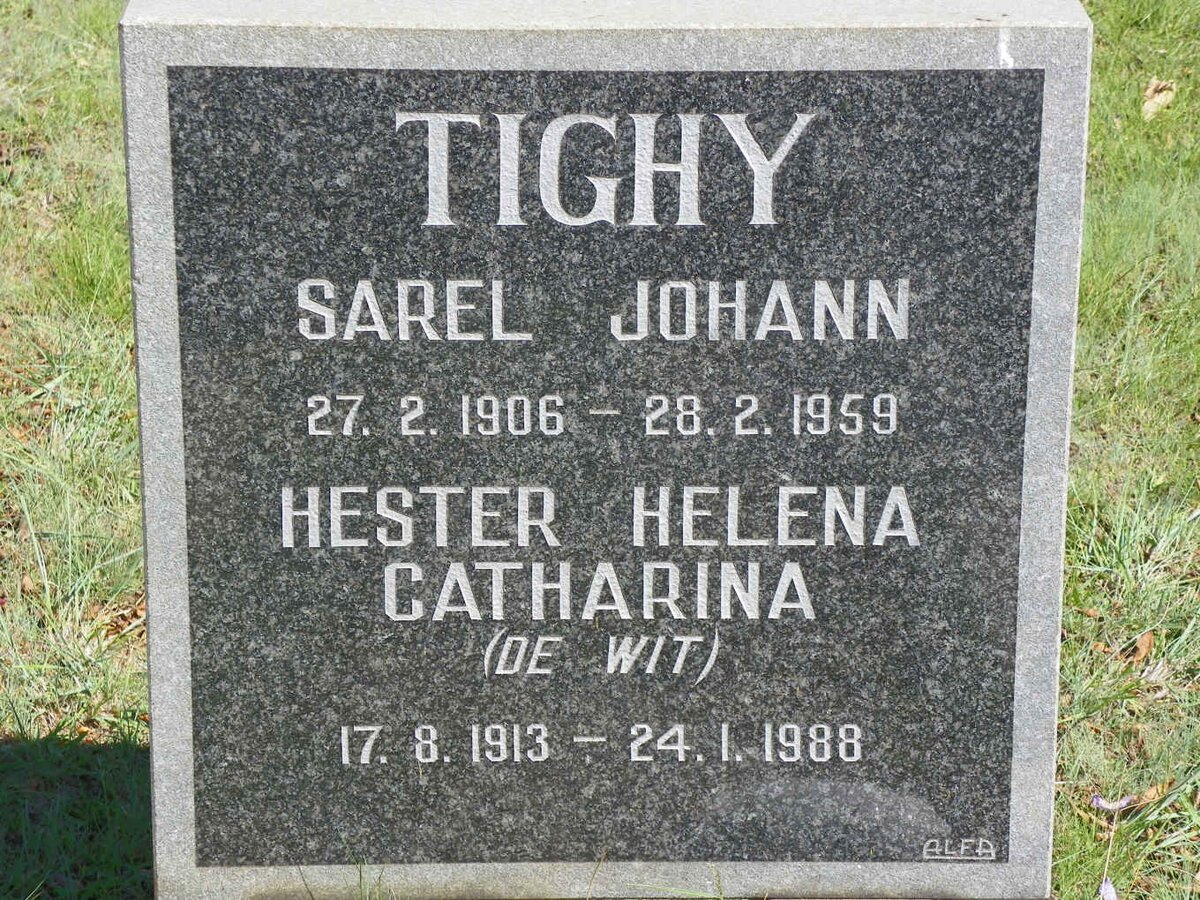 TIGHY
SAREL JOHANN
27. 2. 1906 – 28. 2. 1959
HESTER HELENA
CATHARINA
(DE WIT)
17. 8. 1913 – 24. 1. 1988
ALFA